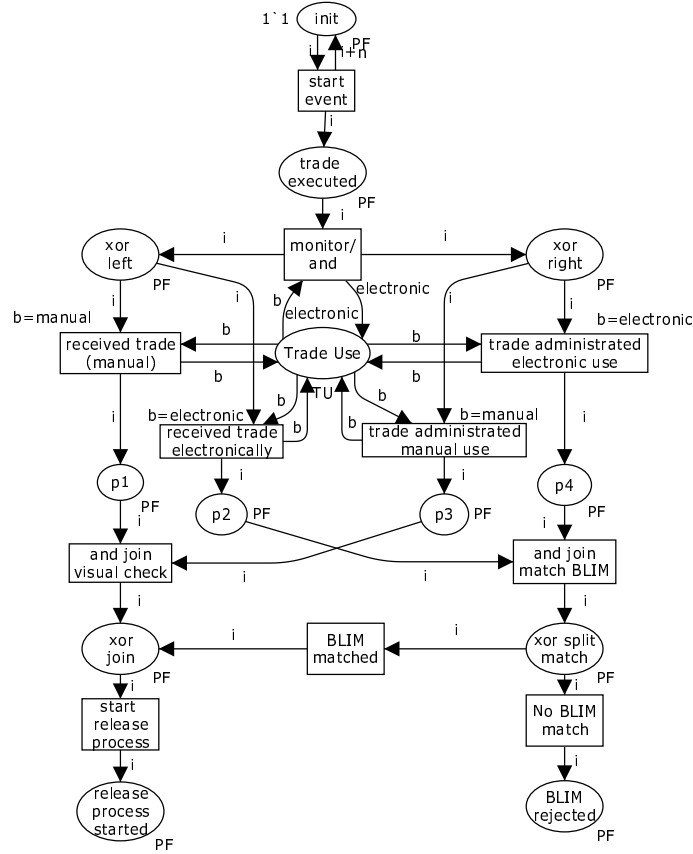 1`1
init
PF
i
i+n
start
event
i
trade
executed
PF
i
xor
left
i
monitor/
and
i
xor
right
PF
i
i
b
electronic
electronic
i
i
PF
b=manual
b=electronic
received trade
(manual)
b
b
Trade Use
TU
b
b
trade administrated
electronic use
i
b=electronic
b
b
b=manual
i
received trade
electronically
b
b
trade administrated
manual use
p1
PF
i
i
p4
PF
i
p2
PF
p3
PF
i
and join
visual check
i
i
and join
match BLIM
i
i
xor
join
PF
i
BLIM
matched
i
xor split
match
PF
i
i
start
release
process
No BLIM
match
i
i
release
process
started
PF
BLIM
rejected
PF